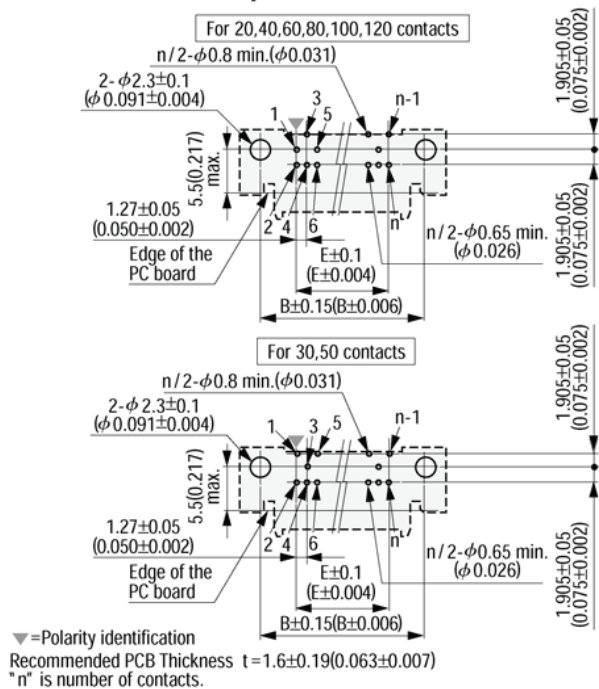 For 20,40,60,80,100,120 contacts
n/2-ϕ0.8 min.(ϕ0.031)
2-ϕ2.3±0.1
(ϕ0.091±0.004)
1
3
5
n-1
1.905±0.05
(0.075±0.002)
5.5(0.217)
max.
1.27±0.05
(0.050±0.002)
2
4
6
n
n/2-ϕ0.65 min.
(ϕ0.026)
1.905±0.05
(0.075±0.002)
Edge of the
PC board
E±0.1
(E±0.004)
B±0.15(B±0.006)
For 30,50 contacts
n/2-ϕ0.8 min.(ϕ0.031)
2-ϕ2.3±0.1
(ϕ0.091±0.004)
1
3
5
n-1
1.905±0.05
(0.075±0.002)
5.5(0.217)
max.
1.27±0.05
(0.050±0.002)
2
4
6
n
n/2-ϕ0.65 min.
(ϕ0.026)
1.905±0.05
(0.075±0.002)
Edge of the
PC board
E±0.1
(E±0.004)
B±0.15(B±0.006)
▼=Polarity identification
Recommended PCB Thickness t=1.6±0.19(0.063±0.007)
"n" is number of contacts.